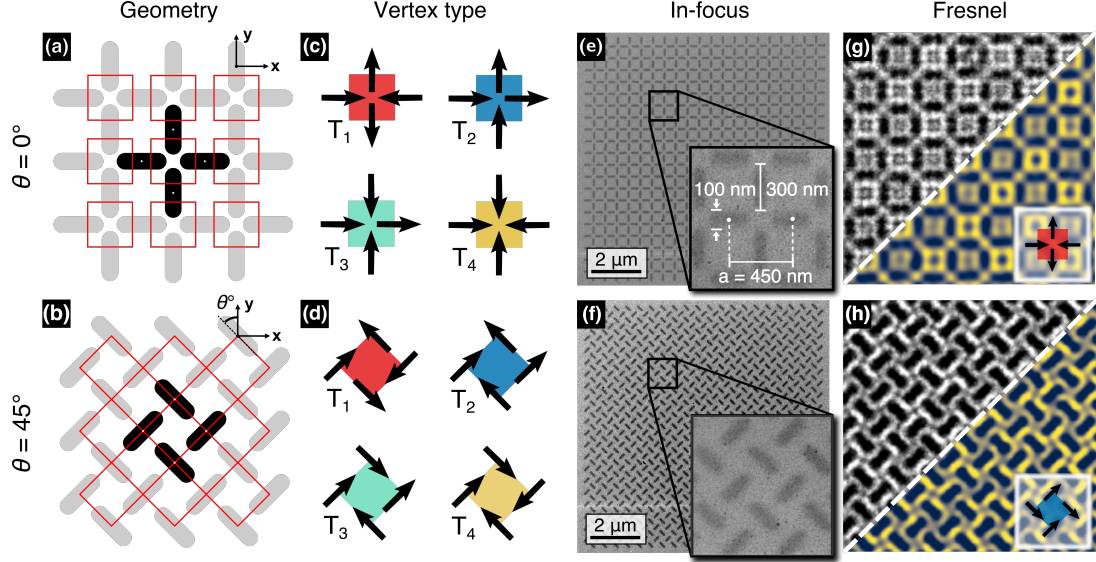 Geometry
Vertex type
In-focus
Fresnel
(a)
y
x
(c)
T1
T2
T3
T4
(e)
100 nm
300 nm
a = 450 nm
2 μm
(g)
θ = 0°
(b)
θ°
y
x
(d)
T1
T2
T3
T4
(f)
2 μm
(h)
θ = 45°